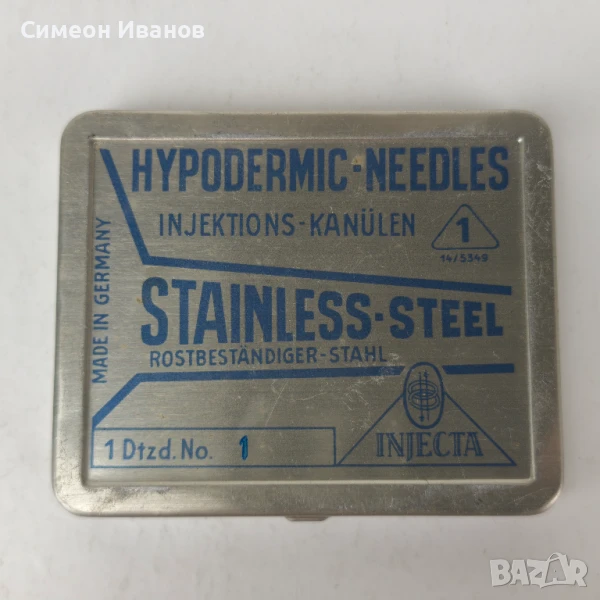 Симеон Иванов
HYPODERMIC-NEEDLES
INJEKTIONS-KANÜLEN
1
14/5349
MADE IN GERMANY
STAINLESS-STEEL
ROSTBESTÄNDIGER-STAHL
1 Dtzd. No. 1
INJECTA
BAZAR